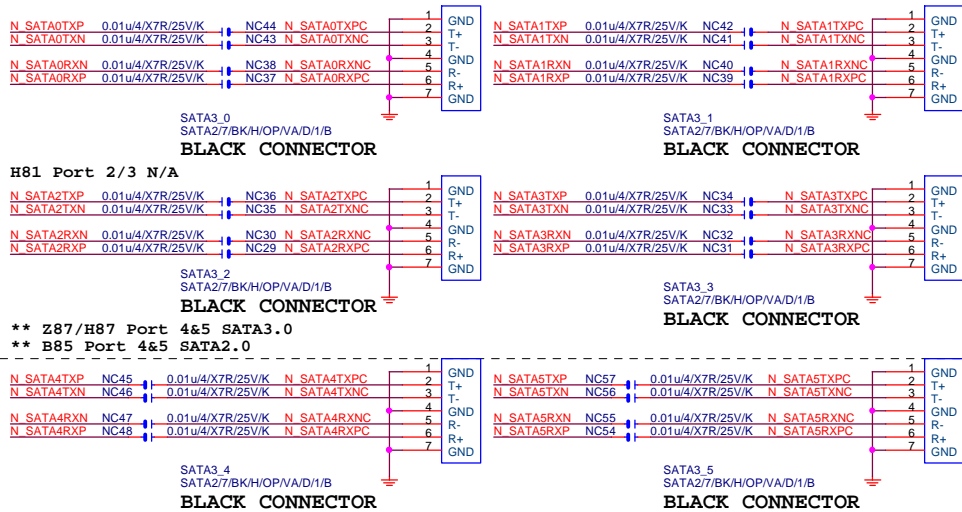 N_SATA0TXP 0.01u/4/X7R/25V/K NC44 N_SATA0TXPC 1 GND
N_SATA0TXN 0.01u/4/X7R/25V/K NC43 N_SATA0TXNC 2 T+
3 T-
4 GND
N_SATA0RXN 0.01u/4/X7R/25V/K NC38 N_SATA0RXNC 5 R-
N_SATA0RXP 0.01u/4/X7R/25V/K NC37 N_SATA0RXPC 6 R+
7 GND
SATA3_0
SATA2/7/BK/H/OP/VA/D/1/B
BLACK CONNECTOR
N_SATA1TXP 0.01u/4/X7R/25V/K NC42 N_SATA1TXPC 1 GND
N_SATA1TXN 0.01u/4/X7R/25V/K NC41 N_SATA1TXNC 2 T+
3 T-
4 GND
N_SATA1RXN 0.01u/4/X7R/25V/K NC40 N_SATA1RXNC 5 R-
N_SATA1RXP 0.01u/4/X7R/25V/K NC39 N_SATA1RXPC 6 R+
7 GND
SATA3_1
SATA2/7/BK/H/OP/VA/D/1/B
BLACK CONNECTOR
H81 Port 2/3 N/A
N_SATA2TXP 0.01u/4/X7R/25V/K NC36 N_SATA2TXPC 1 GND
N_SATA2TXN 0.01u/4/X7R/25V/K NC35 N_SATA2TXNC 2 T+
3 T-
4 GND
N_SATA2RXN 0.01u/4/X7R/25V/K NC30 N_SATA2RXNC 5 R-
N_SATA2RXP 0.01u/4/X7R/25V/K NC29 N_SATA2RXPC 6 R+
7 GND
SATA3_2
SATA2/7/BK/H/OP/VA/D/1/B
BLACK CONNECTOR
N_SATA3TXP 0.01u/4/X7R/25V/K NC34 N_SATA3TXPC 1 GND
N_SATA3TXN 0.01u/4/X7R/25V/K NC33 N_SATA3TXNC 2 T+
3 T-
4 GND
N_SATA3RXN 0.01u/4/X7R/25V/K NC32 N_SATA3RXNC 5 R-
N_SATA3RXP 0.01u/4/X7R/25V/K NC31 N_SATA3RXPC 6 R+
7 GND
SATA3_3
SATA2/7/BK/H/OP/VA/D/1/B
BLACK CONNECTOR
** Z87/H87 Port 4&5 SATA3.0
** B85 Port 4&5 SATA2.0
N_SATA4TXP NC45 0.01u/4/X7R/25V/K N_SATA4TXPC 1 GND
N_SATA4TXN NC46 0.01u/4/X7R/25V/K N_SATA4TXNC 2 T+
3 T-
4 GND
N_SATA4RXN NC47 0.01u/4/X7R/25V/K N_SATA4RXNC 5 R-
N_SATA4RXP NC48 0.01u/4/X7R/25V/K N_SATA4RXPC 6 R+
7 GND
SATA3_4
SATA2/7/BK/H/OP/VA/D/1/B
BLACK CONNECTOR
N_SATA5TXP NC57 0.01u/4/X7R/25V/K N_SATA5TXPC 1 GND
N_SATA5TXN NC56 0.01u/4/X7R/25V/K N_SATA5TXNC 2 T+
3 T-
4 GND
N_SATA5RXN NC55 0.01u/4/X7R/25V/K N_SATA5RXNC 5 R-
N_SATA5RXP NC54 0.01u/4/X7R/25V/K N_SATA5RXPC 6 R+
7 GND
SATA3_5
SATA2/7/BK/H/OP/VA/D/1/B
BLACK CONNECTOR